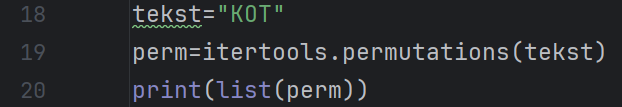 18 tekst="KOT"
19 perm=itertools.permutations(tekst)
20 print(list(perm))